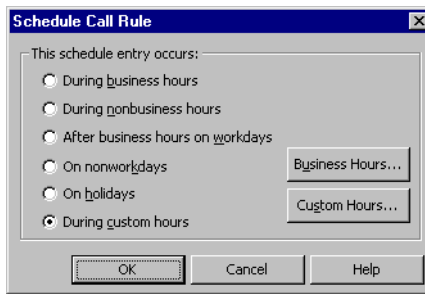 Schedule Call Rule
This schedule entry occurs:
During business hours
During nonbusiness hours
After business hours on workdays
On nonworkdays
Business Hours...
On holidays
Custom Hours...
During custom hours
OK Cancel Help